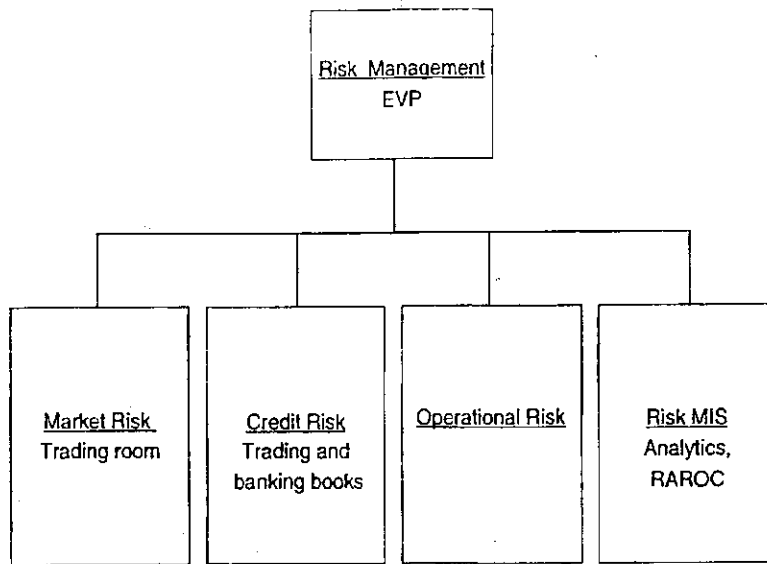 Risk Management
EVP
Market Risk
Trading room
Credit Risk
Trading and
banking books
Operational Risk
Risk MIS
Analytics,
RAROC